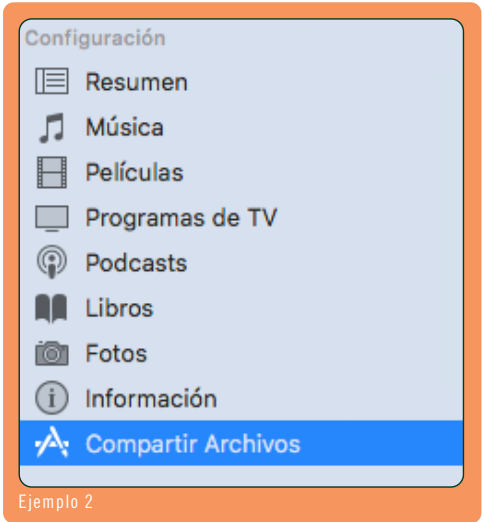 Configuración
Resumen
Música
Películas
Programas de TV
Podcasts
Libros
Fotos
Información
Compartir Archivos
Ejemplo 2